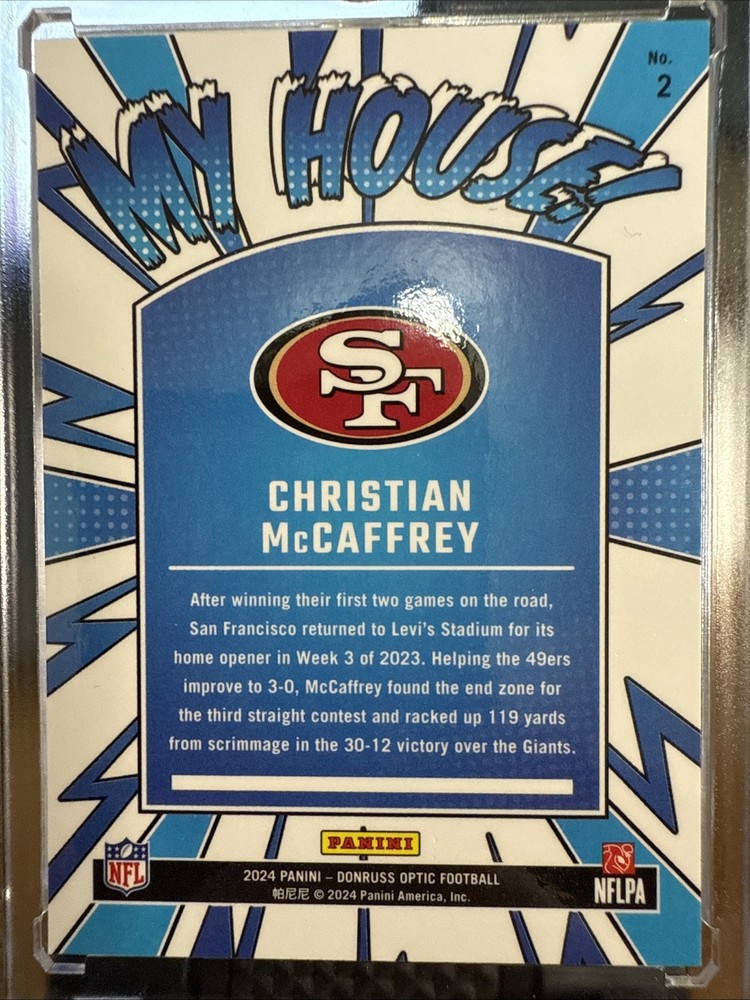 No.
2
MY HOUSE!
SF
CHRISTIAN
McCAFFREY
After winning their first two games on the road,
San Francisco returned to Levi's Stadium for its
home opener in Week 3 of 2023. Helping the 49ers
improve to 3-0, McCaffrey found the end zone for
the third straight contest and racked up 119 yards
from scrimmage in the 30-12 victory over the Giants.
PANINI
NFL
2024 PANINI – DONRUSS OPTIC FOOTBALL
帕尼尼 © 2024 Panini America, Inc.
NFLPA